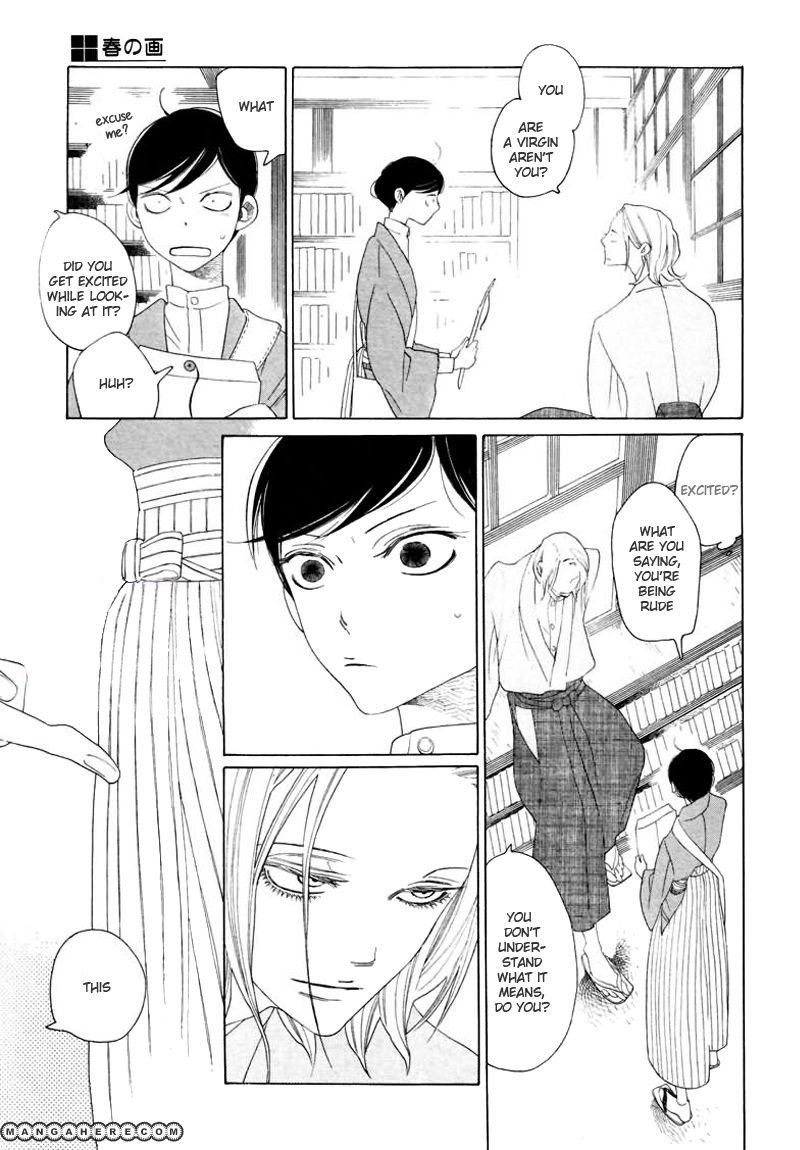 春の画
YOU
ARE
A VIRGIN
AREN'T
YOU?
WHAT
excuse
me?
DID YOU
GET EXCITED
WHILE LOOK-
ING AT IT?
HUH?
EXCITED?
WHAT
ARE YOU
SAYING,
YOU'RE
BEING
RUDE
YOU
DON'T
UNDER-
STAND
WHAT IT
MEANS,
DO YOU?
THIS
MANGAHERE.COM